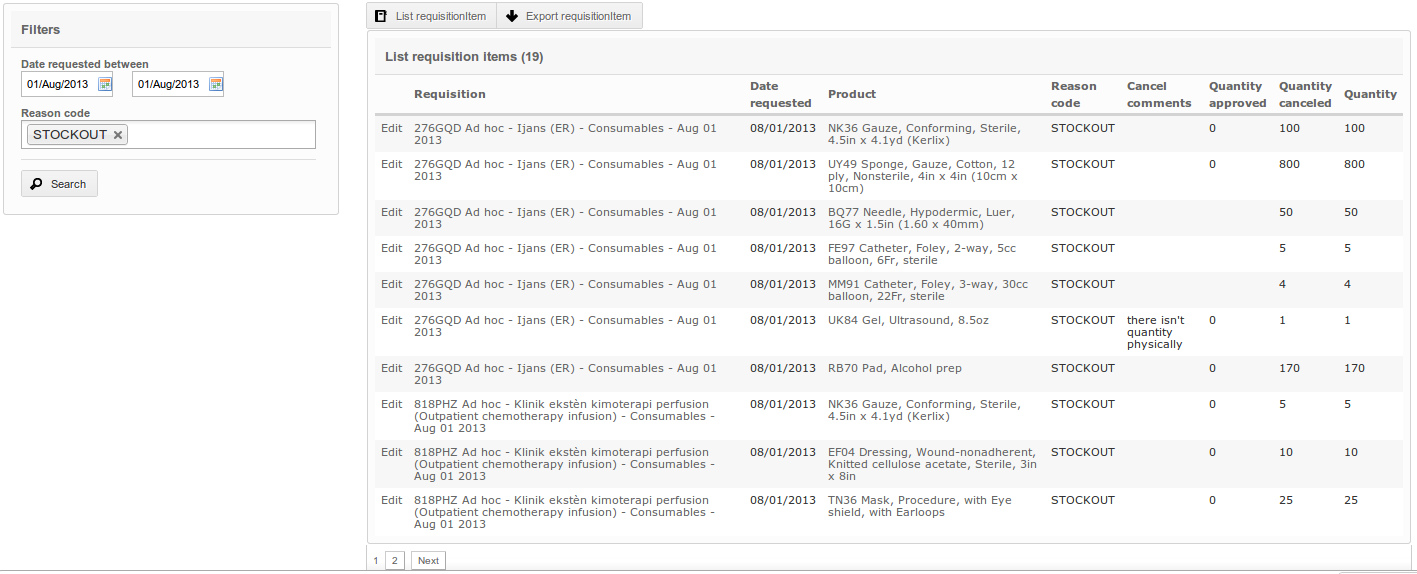 Filters
Date requested between
01/Aug/2013 01/Aug/2013
Reason code
STOCKOUT
Search
List requisitionItem Export requisitionItem
List requisition items (19)
Requisition Date requested Product Reason code Cancel comments Quantity approved Quantity canceled Quantity
Edit 276GQD Ad hoc - Ijans (ER) - Consumables - Aug 01 08/01/2013 NK36 Gauze, Conforming, Sterile, STOCKOUT 0 100 100
2013 4.5in x 4.1yd (Kerlix)
Edit 276GQD Ad hoc - Ijans (ER) - Consumables - Aug 01 08/01/2013 UY49 Sponge, Gauze, Cotton, 12 STOCKOUT 0 800 800
2013 ply, Nonsterile, 4in x 4in (10cm x
10cm)
Edit 276GQD Ad hoc - Ijans (ER) - Consumables - Aug 01 08/01/2013 BQ77 Needle, Hypodermic, Luer, STOCKOUT 50 50
2013 16G x 1.5in (1.60 x 40mm)
Edit 276GQD Ad hoc - Ijans (ER) - Consumables - Aug 01 08/01/2013 FE97 Catheter, Foley, 2-way, 5cc STOCKOUT 5 5
2013 balloon, 6Fr, sterile
Edit 276GQD Ad hoc - Ijans (ER) - Consumables - Aug 01 08/01/2013 MM91 Catheter, Foley, 3-way, 30cc STOCKOUT 4 4
2013 balloon, 22Fr, sterile
Edit 276GQD Ad hoc - Ijans (ER) - Consumables - Aug 01 08/01/2013 UK84 Gel, Ultrasound, 8.5oz STOCKOUT there isn't 0 1 1
2013 quantity
physically
Edit 276GQD Ad hoc - Ijans (ER) - Consumables - Aug 01 08/01/2013 RB70 Pad, Alcohol prep STOCKOUT 0 170 170
2013
Edit 818PHZ Ad hoc - Klinik ekstèn kimoterapi perfusion 08/01/2013 NK36 Gauze, Conforming, Sterile, STOCKOUT 0 5 5
(Outpatient chemotherapy infusion) - Consumables - 4.5in x 4.1yd (Kerlix)
Aug 01 2013
Edit 818PHZ Ad hoc - Klinik ekstèn kimoterapi perfusion 08/01/2013 EF04 Dressing, Wound-nonadherent, STOCKOUT 0 10 10
(Outpatient chemotherapy infusion) - Consumables - Knitted cellulose acetate, Sterile, 3in
Aug 01 2013 x 8in
Edit 818PHZ Ad hoc - Klinik ekstèn kimoterapi perfusion 08/01/2013 TN36 Mask, Procedure, with Eye STOCKOUT 0 25 25
(Outpatient chemotherapy infusion) - Consumables - shield, with Earloops
Aug 01 2013
1 2 Next